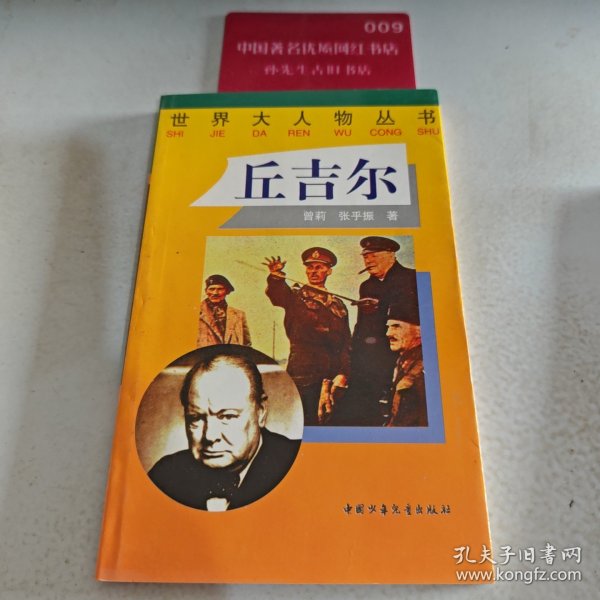 009
中国著名优质网红书店
孙先生古旧书店
世界大人物丛书
SHI JIE DA REN WU CONG SHU
丘吉尔
曾莉 张乎振 著
中国少年儿童出版社
孔夫子旧书网
www.kongfz.com